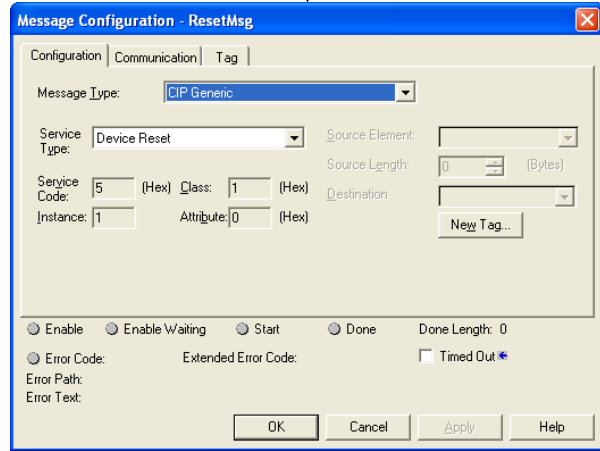 Message Configuration - ResetMsg
Configuration Communication Tag
Message Type: CIP Generic
Service Type: Device Reset
Source Element:
Source Length: 0 (Bytes)
Service Code: 5 (Hex) Class: 1 (Hex)
Destination
Instance: 1 Attribute: 0 (Hex)
New Tag...
Enable Enable Waiting Start Done Done Length: 0
Error Code: Extended Error Code: Timed Out
Error Path:
Error Text:
OK Cancel Apply Help